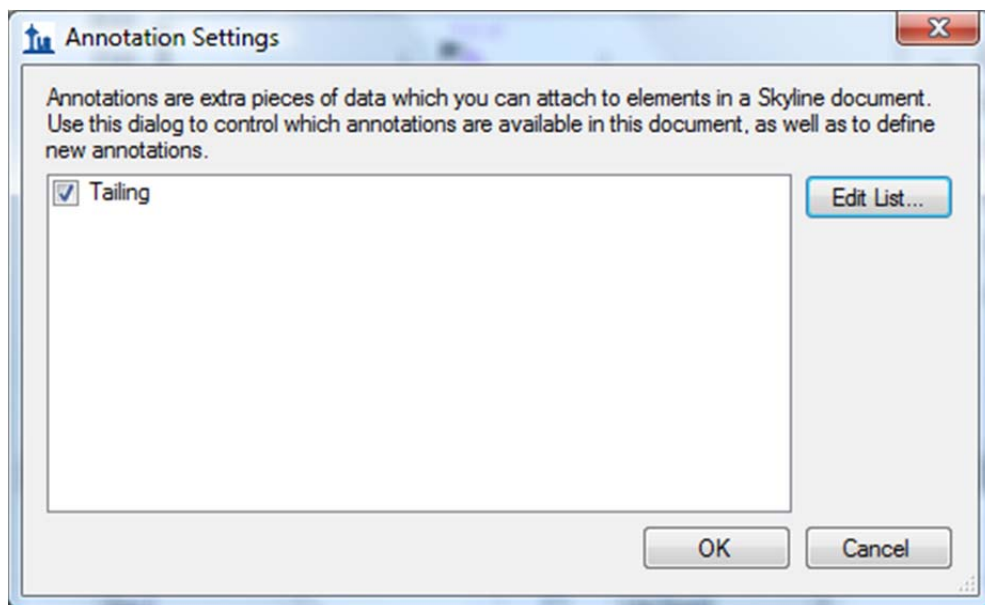 Annotation Settings
Annotations are extra pieces of data which you can attach to elements in a Skyline document.
Use this dialog to control which annotations are available in this document, as well as to define
new annotations.
Tailing
Edit List...
OK
Cancel